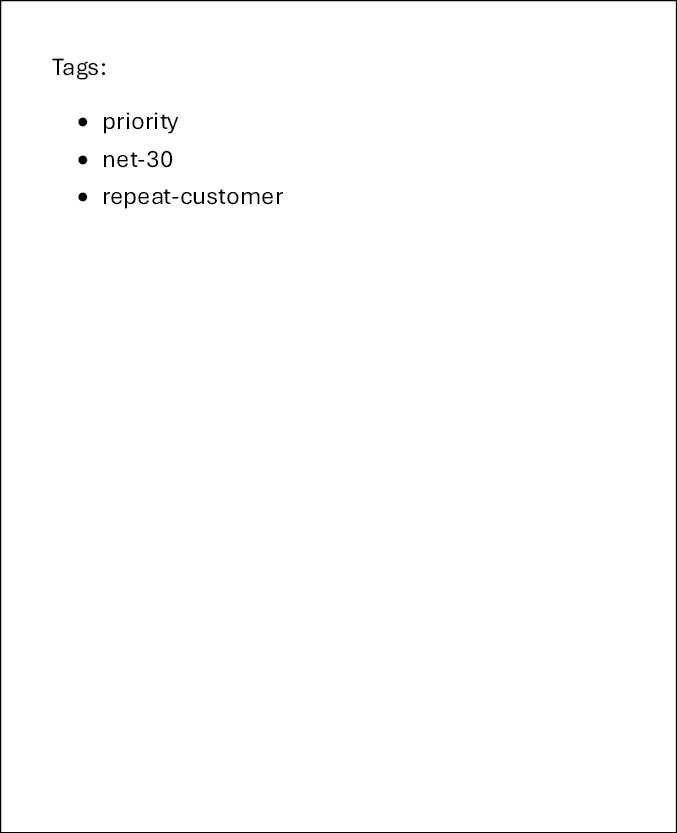 Tags:
• priority
• net-30
• repeat-customer